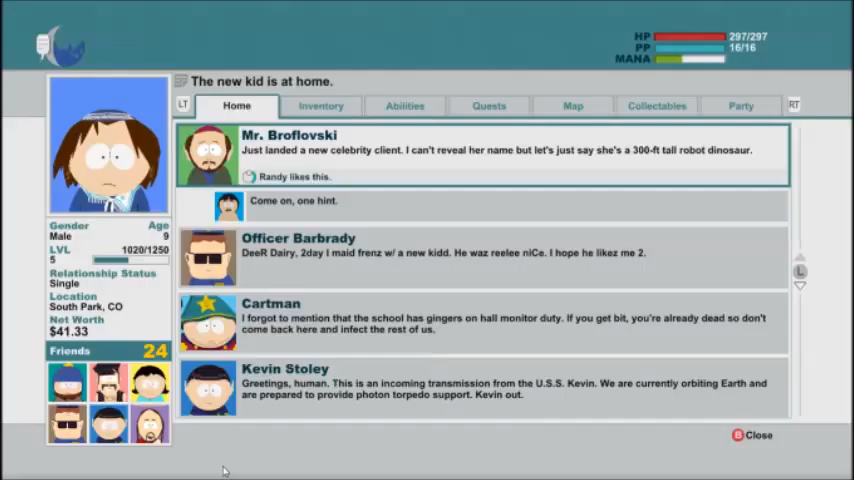 HP 297/297
PP 16/16
MANA
The new kid is at home.
LT Home Inventory Abilities Quests Map Collectables Party RT
Mr. Broflovski
Just landed a new celebrity client. I can't reveal her name but let's just say she's a 300-ft tall robot dinosaur.
Randy likes this.
Come on, one hint.
Officer Barbrady
DeeR Dairy, 2day I maid frenz w/ a new kidd. He waz reelee niCe. I hope he likez me 2.
Cartman
I forgot to mention that the school has gingers on hall monitor duty. If you get bit, you're already dead so don't
come back here and infect the rest of us.
Kevin Stoley
Greetings, human. This is an incoming transmission from the U.S.S. Kevin. We are currently orbiting Earth and
are prepared to provide photon torpedo support. Kevin out.
Gender Age
Male 9
LVL 1020/1250
5
Relationship Status
Single
Location
South Park, CO
Net Worth
$41.33
Friends 24
L
B Close